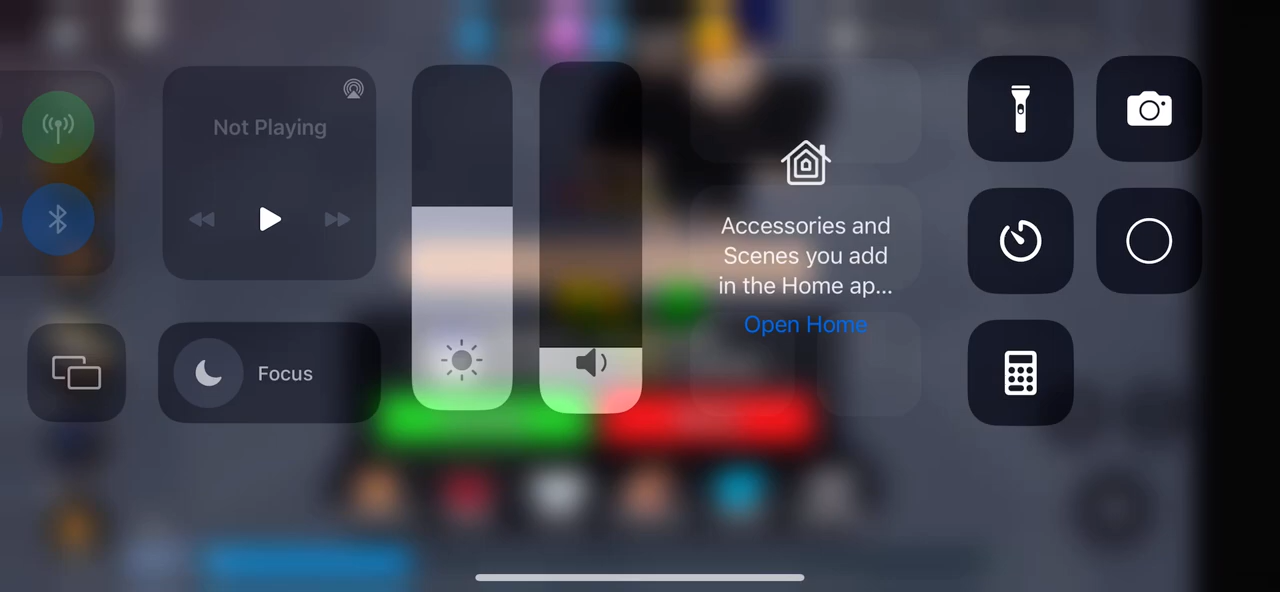 Not Playing
Focus
Accessories and
Scenes you add
in the Home ap...
Open Home